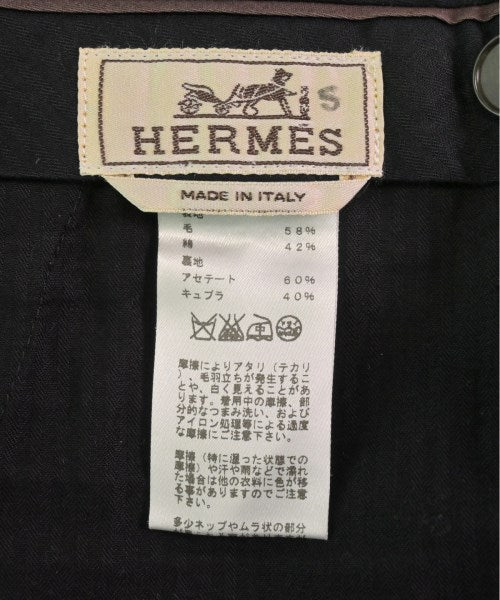 S
HERMES
MADE IN ITALY
表地
毛 58%
綿 42%
裏地
アセテート 60%
キュプラ 40%
摩擦によりアタリ(テカリ
)、毛羽立ちが発生するこ
とや、白く見えることがあ
ります。着用中の摩擦、部
分的なつまみ洗い、および
アイロン処理等による過度
な摩擦にご注意下さい。
摩擦(特に湿った状態での
摩擦)や汗や雨などで濡れ
た場合は他の衣料に色が移
る事がありますのでご注意
下さい。
多少ネップやムラ状の部分